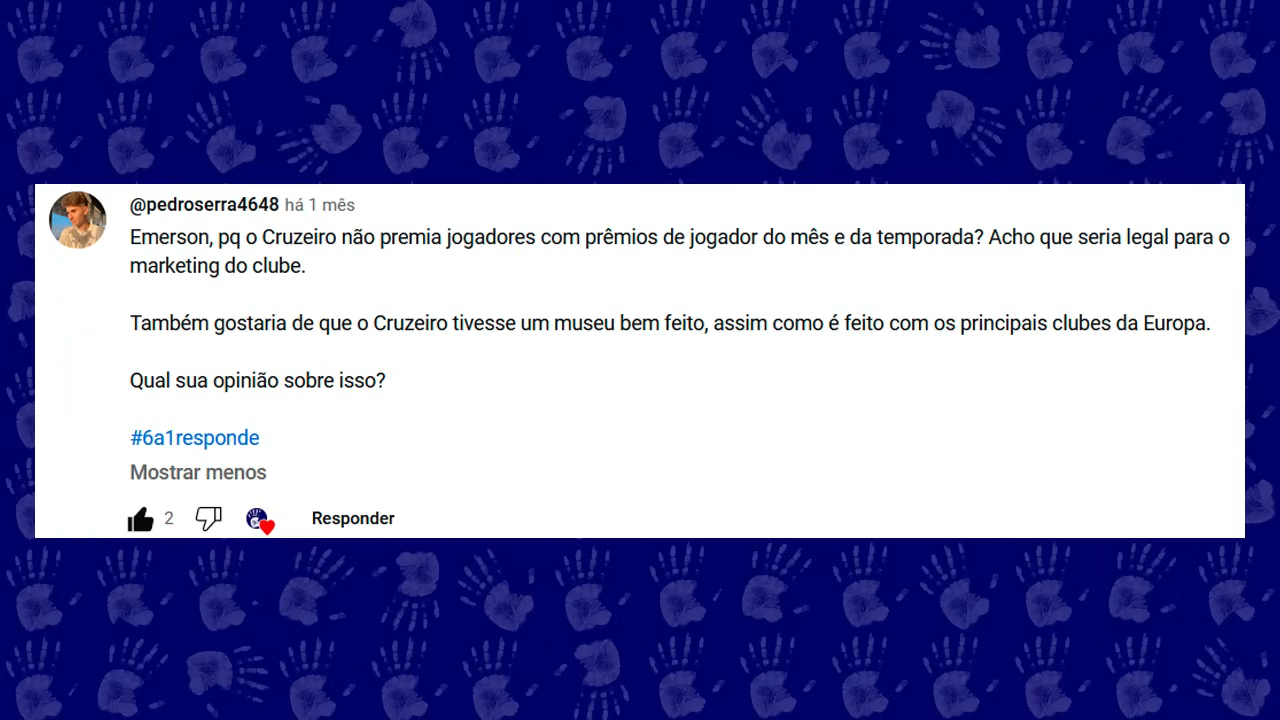 @pedroserra4648 há 1 mês
Emerson, pq o Cruzeiro não premia jogadores com prêmios de jogador do mês e da temporada? Acho que seria legal para o
marketing do clube.
Também gostaria de que o Cruzeiro tivesse um museu bem feito, assim como é feito com os principais clubes da Europa.
Qual sua opinião sobre isso?
#6a1responde
Mostrar menos
2 Responder